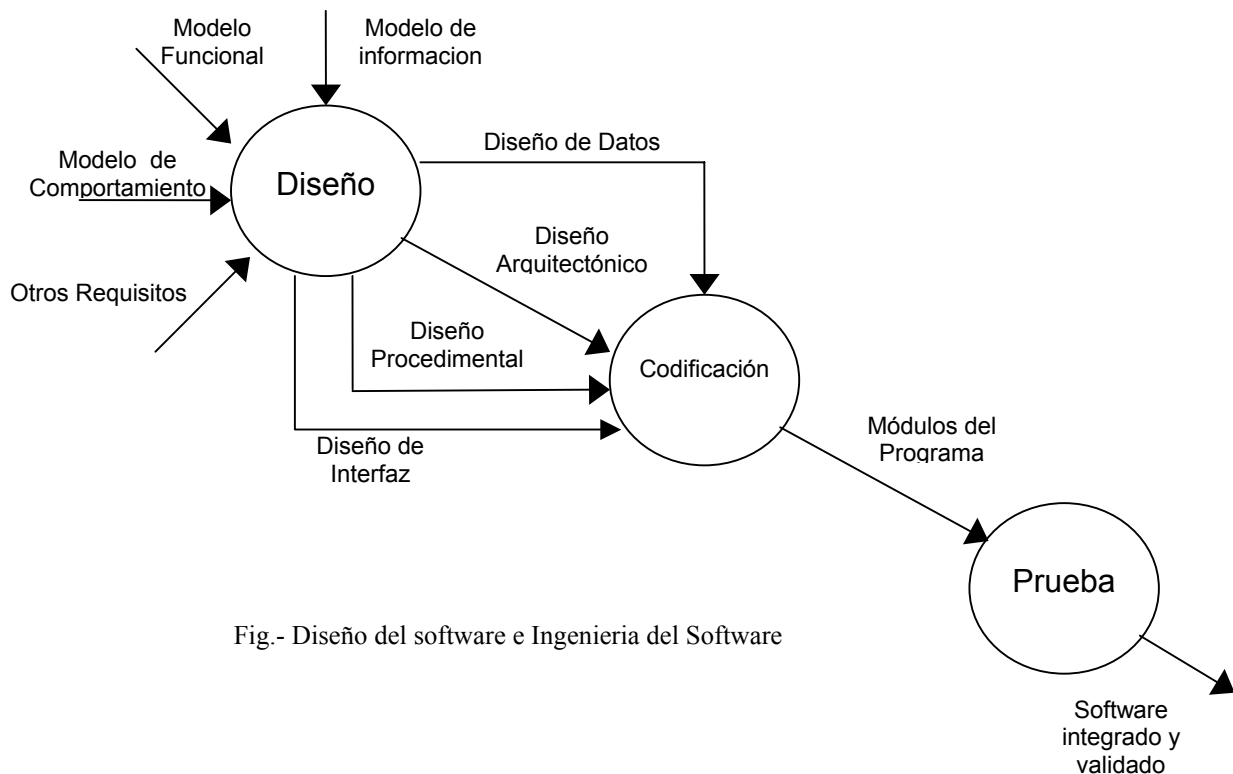 Modelo
Funcional
Modelo de
informacion
Modelo de
Comportamiento
Otros Requisitos
Diseño
Diseño de Datos
Diseño
Arquitectónico
Diseño
Procedimental
Diseño de
Interfaz
Codificación
Módulos del
Programa
Prueba
Software
integrado y
validado
Fig.- Diseño del software e Ingenieria del Software